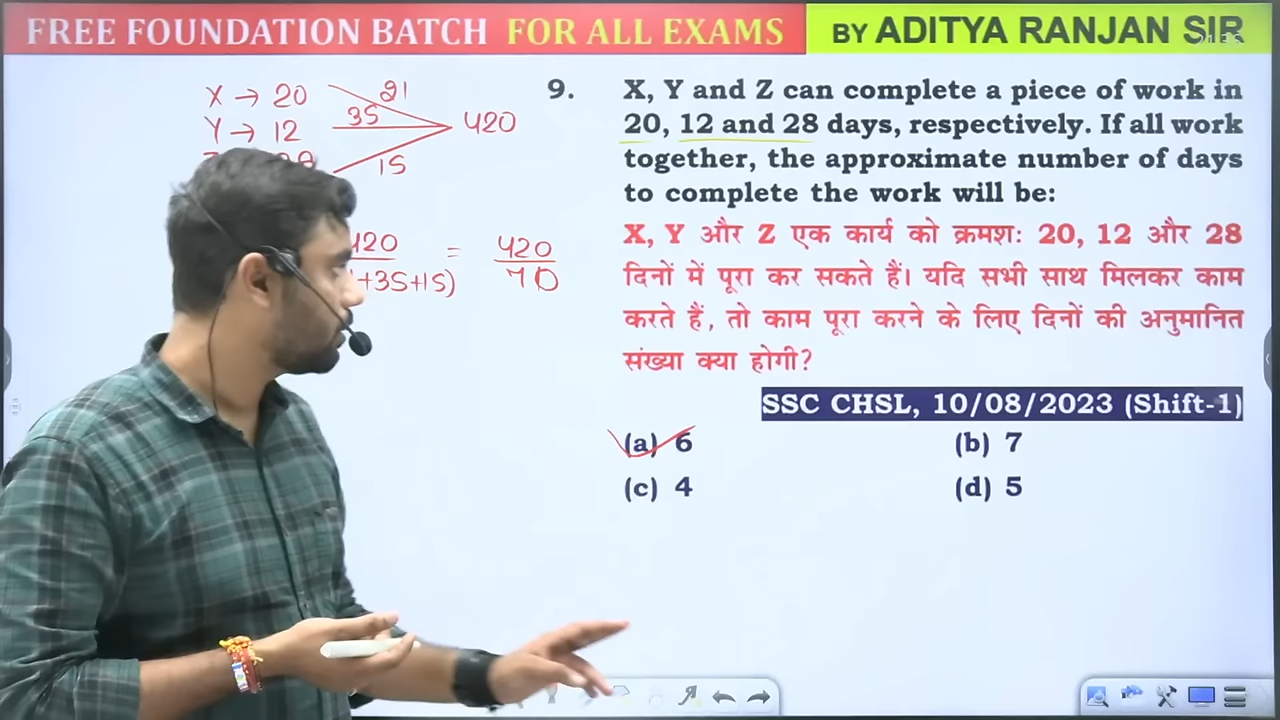 FREE FOUNDATION BATCH FOR ALL EXAMS
BY ADITYA RANJAN SIR
X → 20
Y → 12
21
35
15
420
420
+35+15)
=
420
70
9. X, Y and Z can complete a piece of work in
20, 12 and 28 days, respectively. If all work
together, the approximate number of days
to complete the work will be:
X, Y और Z एक कार्य को क्रमशः 20, 12 और 28
दिनों में पूरा कर सकते हैं। यदि सभी साथ मिलकर काम
करते हैं, तो काम पूरा करने के लिए दिनों की अनुमानित
संख्या क्या होगी?
SSC CHSL, 10/08/2023 (Shift-1)
(a) 6 (b) 7
(c) 4 (d) 5